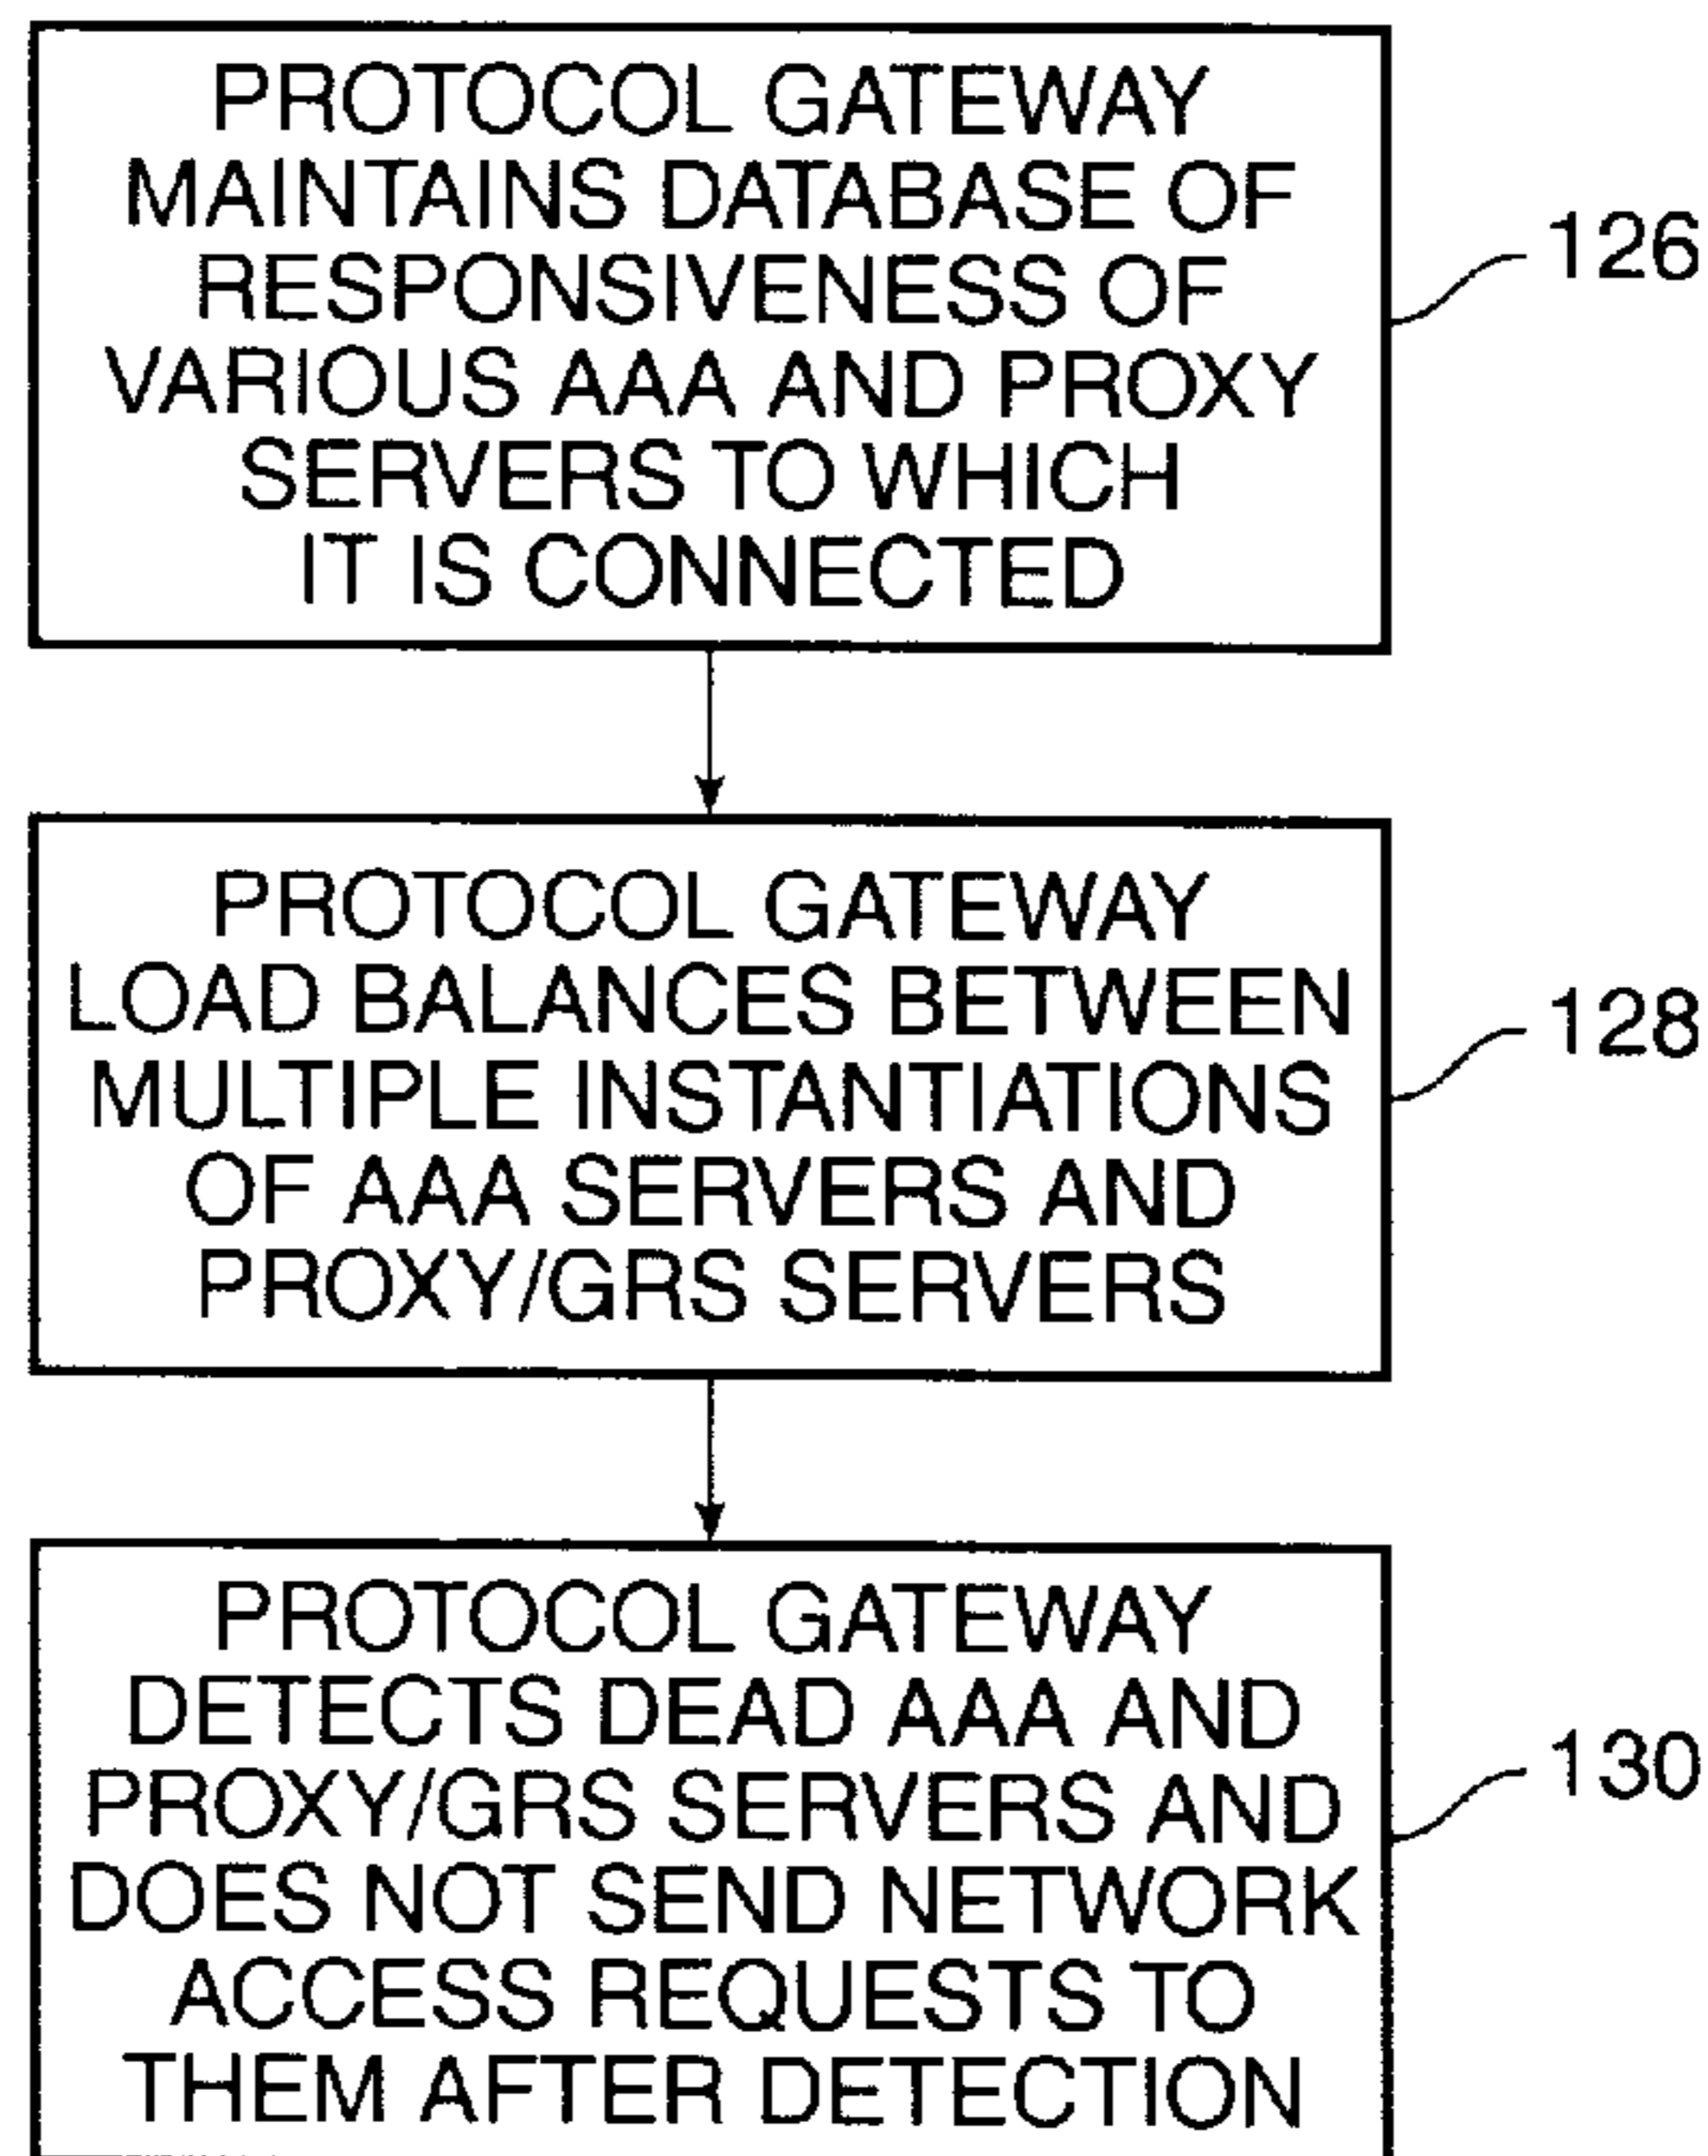 PROTOCOL GATEWAY
MAINTAINS DATABASE OF
RESPONSIVENESS OF
VARIOUS AAA AND PROXY
SERVERS TO WHICH
IT IS CONNECTED
126
PROTOCOL GATEWAY
LOAD BALANCES BETWEEN
MULTIPLE INSTANTIATIONS
OF AAA SERVERS AND
PROXY/GRS SERVERS
128
PROTOCOL GATEWAY
DETECTS DEAD AAA AND
PROXY/GRS SERVERS AND
DOES NOT SEND NETWORK
ACCESS REQUESTS TO
THEM AFTER DETECTION
130